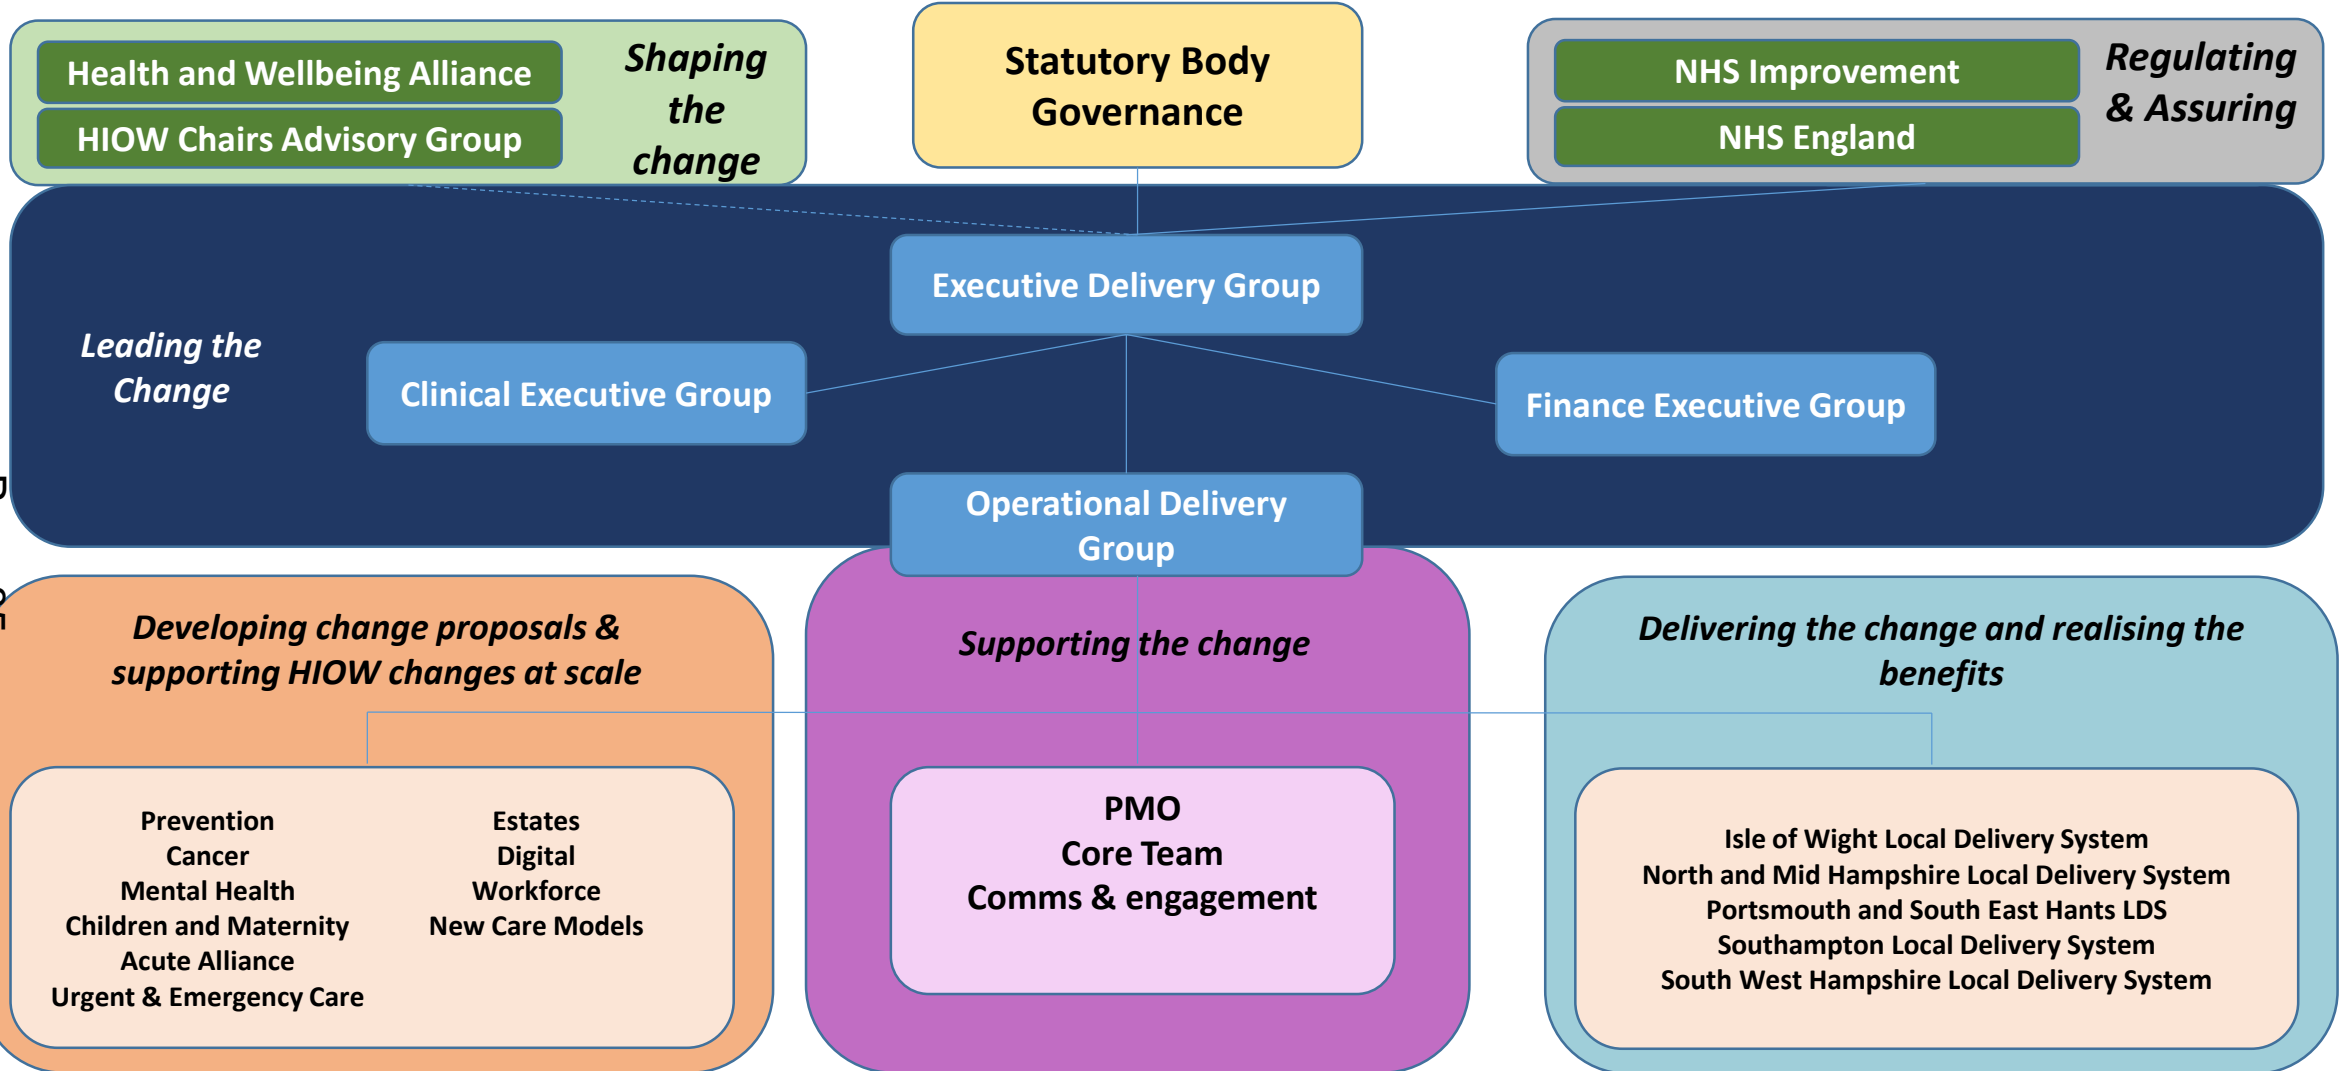 Health and Wellbeing Alliance
HIOW Chairs Advisory Group
Shaping
the
change
Statutory Body
Governance
NHS Improvement
NHS England
Regulating
& Assuring
Executive Delivery Group
Leading the
Change
Clinical Executive Group
Finance Executive Group
Operational Delivery
Group
Developing change proposals &
supporting HIOW changes at scale
Prevention
Cancer
Mental Health
Children and Maternity
Acute Alliance
Urgent & Emergency Care
Estates
Digital
Workforce
New Care Models
Supporting the change
PMO
Core Team
Comms & engagement
Delivering the change and realising the
benefits
Isle of Wight Local Delivery System
North and Mid Hampshire Local Delivery System
Portsmouth and South East Hants LDS
Southampton Local Delivery System
South West Hampshire Local Delivery System